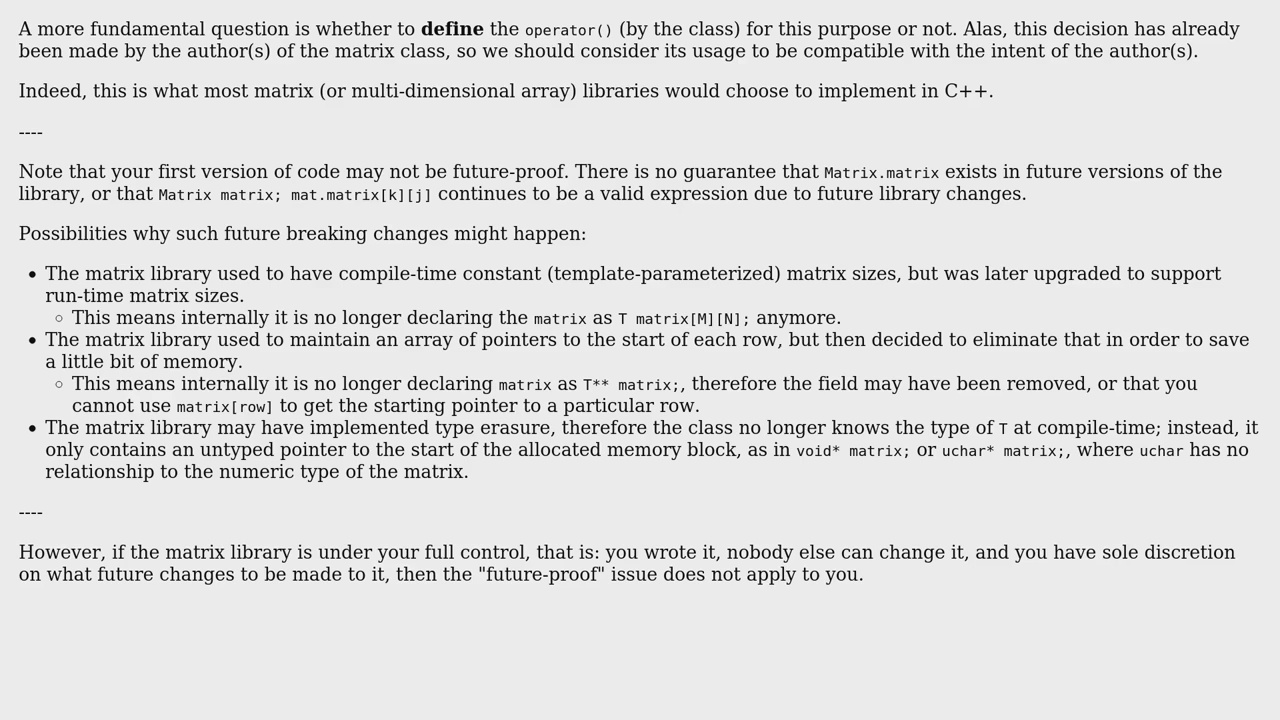 A more fundamental question is whether to define the operator() (by the class) for this purpose or not. Alas, this decision has already
been made by the author(s) of the matrix class, so we should consider its usage to be compatible with the intent of the author(s).
Indeed, this is what most matrix (or multi-dimensional array) libraries would choose to implement in C++.
----
Note that your first version of code may not be future-proof. There is no guarantee that Matrix.matrix exists in future versions of the
library, or that Matrix matrix; mat.matrix[k][j] continues to be a valid expression due to future library changes.
Possibilities why such future breaking changes might happen:
• The matrix library used to have compile-time constant (template-parameterized) matrix sizes, but was later upgraded to support
run-time matrix sizes.
◦ This means internally it is no longer declaring the matrix as T matrix[M][N]; anymore.
• The matrix library used to maintain an array of pointers to the start of each row, but then decided to eliminate that in order to save
a little bit of memory.
◦ This means internally it is no longer declaring matrix as T** matrix;, therefore the field may have been removed, or that you
cannot use matrix[row] to get the starting pointer to a particular row.
• The matrix library may have implemented type erasure, therefore the class no longer knows the type of T at compile-time; instead, it
only contains an untyped pointer to the start of the allocated memory block, as in void* matrix; or uchar* matrix;, where uchar has no
relationship to the numeric type of the matrix.
----
However, if the matrix library is under your full control, that is: you wrote it, nobody else can change it, and you have sole discretion
on what future changes to be made to it, then the "future-proof" issue does not apply to you.